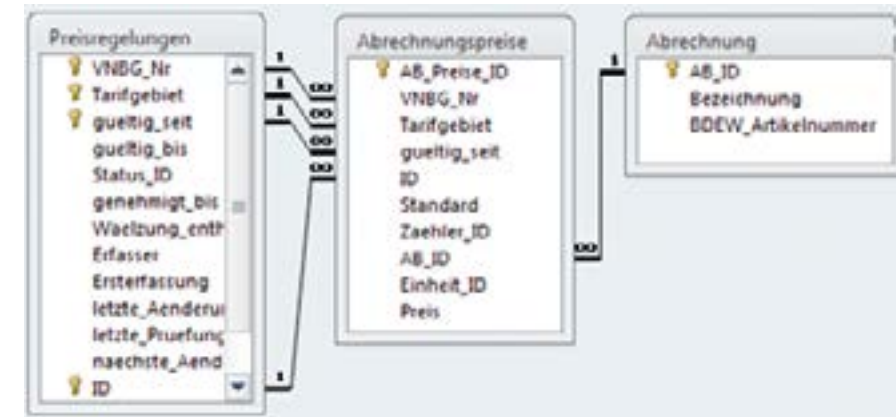 Preisregelungen
VNBG_Nr
Tarifgebiet
gueltig_seit
gueltig_bis
Status_ID
genehmigt_bis
Waelzung_enth
Erfasser
Ersterfassung
letzte_Aenderun
letzte_Pruefung
naechste_Aend
ID
1
1
1
1
∞
∞
∞
∞
Abrechnungspreise
AB_Preise_ID
VNBG_Nr
Tarifgebiet
gueltig_seit
ID
Standard
Zaehler_ID
AB_ID
Einheit_ID
Preis
1
∞
Abrechnung
AB_ID
Bezeichnung
BDEW_Artikelnummer